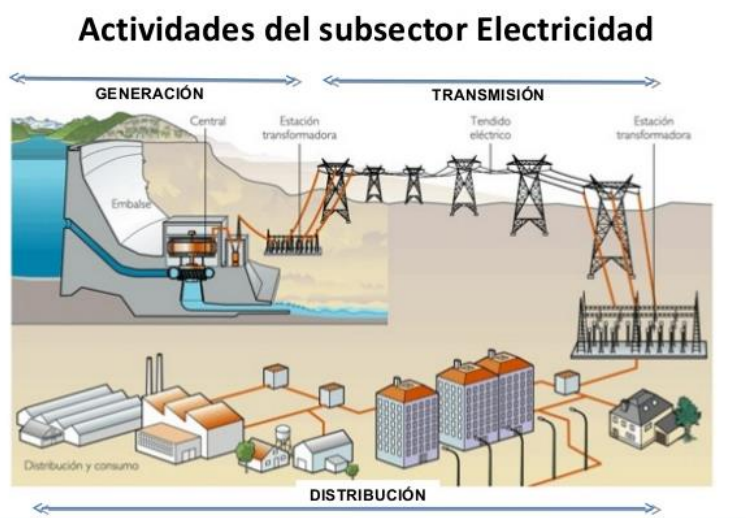 Actividades del subsector Electricidad
GENERACIÓN
TRANSMISIÓN
Central
Estación
transformadora
Tendido
eléctrico
Estación
transformadora
Embalse
Distribución y consumo
DISTRIBUCIÓN